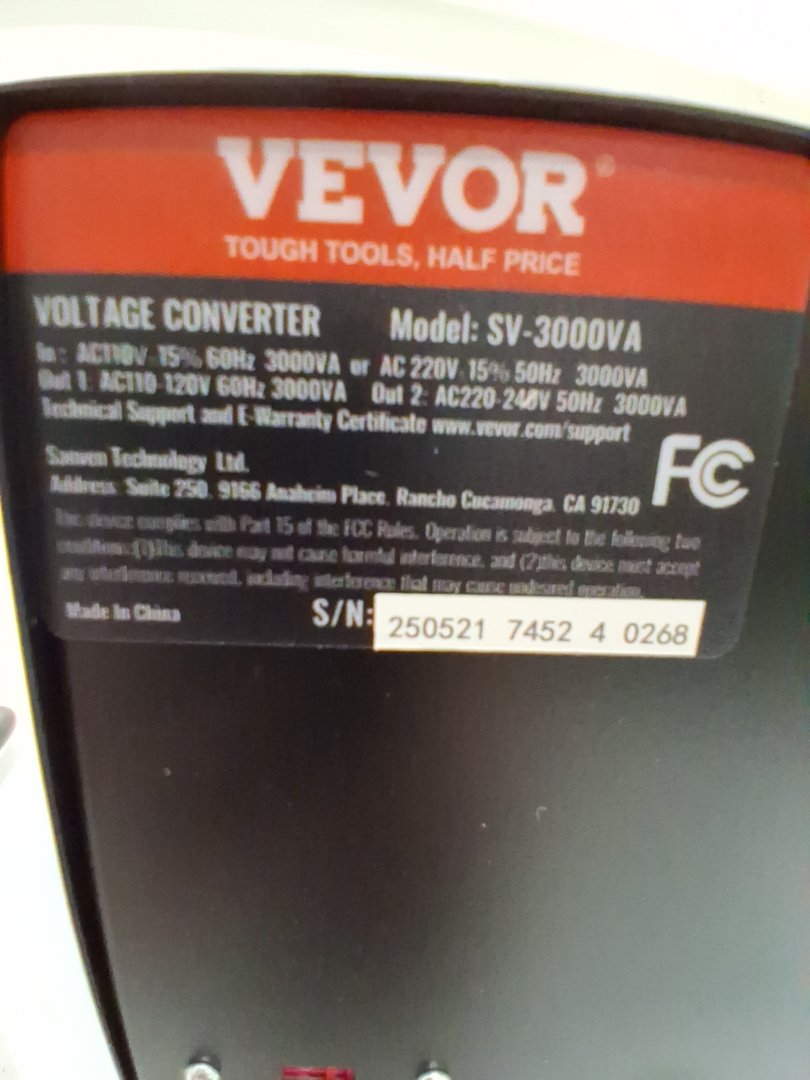 VEVOR®
TOUGH TOOLS, HALF PRICE
VOLTAGE CONVERTER Model: SV-3000VA
In: AC110V 15% 60Hz 3000VA or AC 220V 15% 50Hz 3000VA
Out 1: AC110-120V 60Hz 3000VA Out 2: AC220-240V 50Hz 3000VA
Technical Support and E-Warranty Certificate www.vevor.com/support
Sanven Technology Ltd.
Address: Suite 250, 9166 Anaheim Place, Rancho Cucamonga, CA 91730
FC
This device complies with Part 15 of the FCC Rules. Operation is subject to the following two
conditions:(1)This device may not cause harmful interference, and (2)this device must accept
any interference received, including interference that may cause undesired operation.
Made In China
S/N: 250521 7452 4 0268